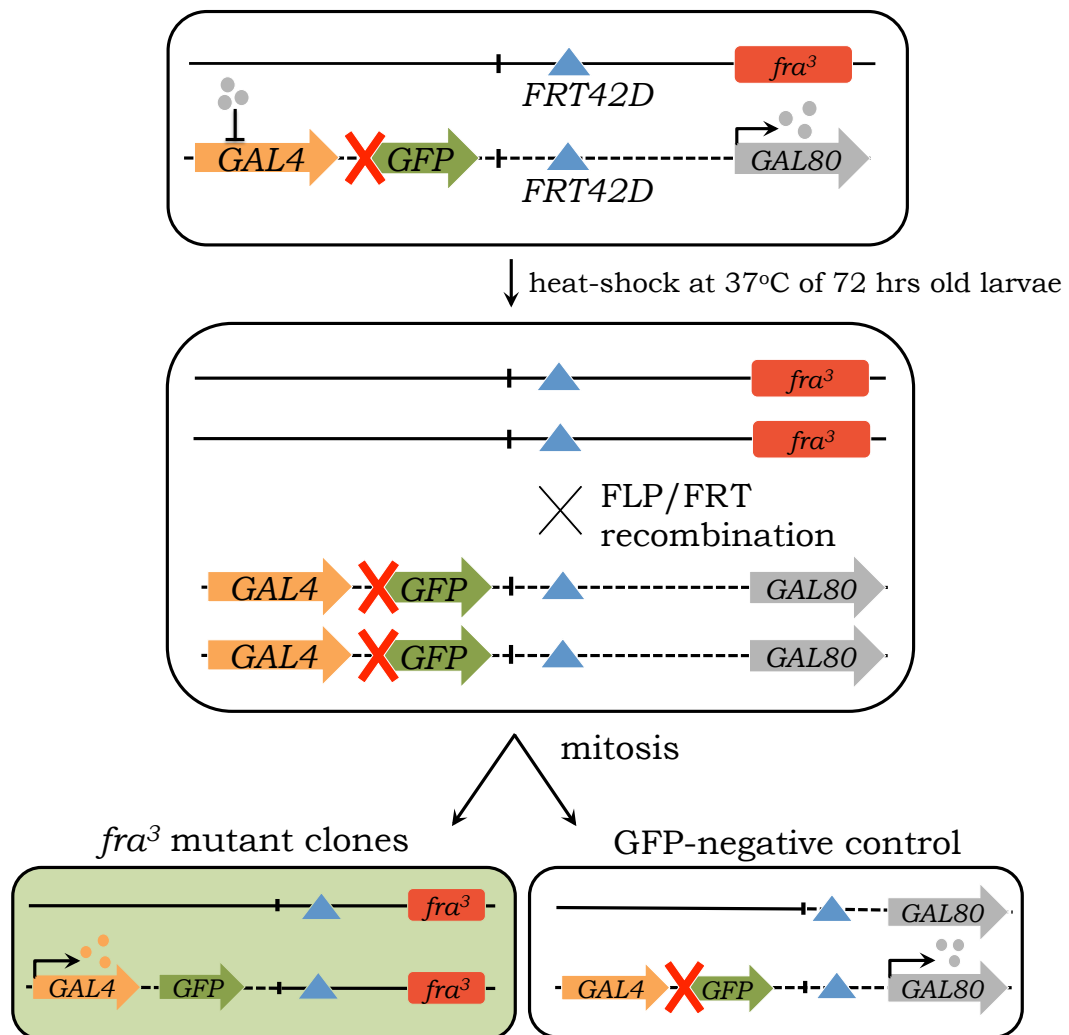 fra³
FRT42D
GAL4 GFP GAL80
FRT42D
heat-shock at 37ºC of 72 hrs old larvae
fra³
fra³
FLP/FRT
recombination
GAL4 GFP GAL80
GAL4 GFP GAL80
mitosis
fra³ mutant clones
GFP-negative control
fra³
GAL4 GFP fra³
GAL80
GAL4 GFP GAL80